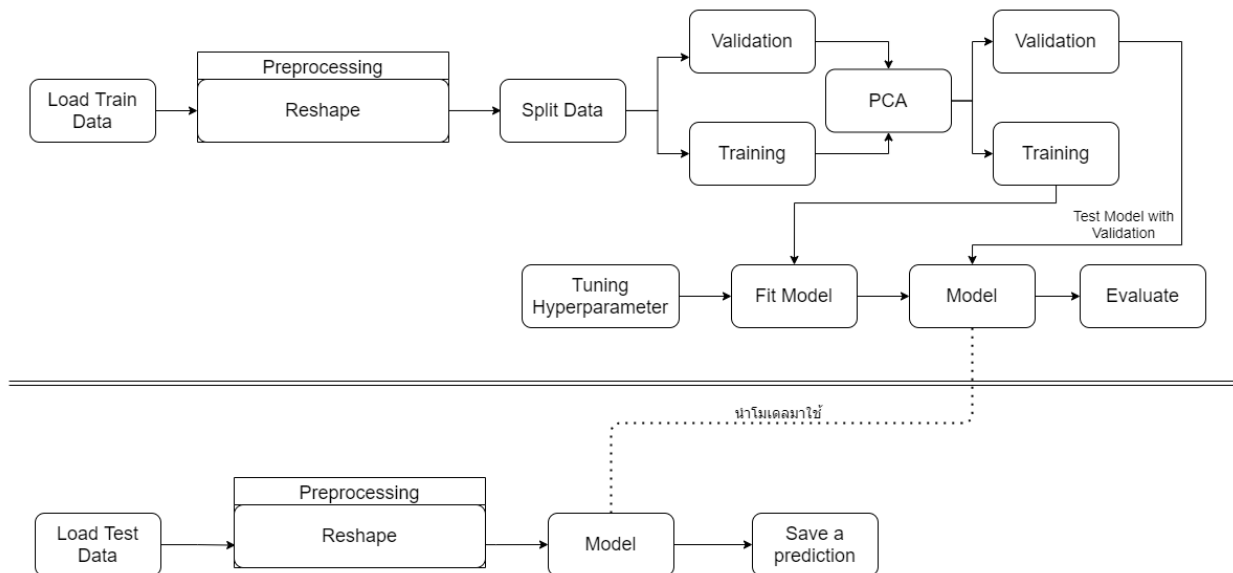 Validation
Validation
Preprocessing
Load Train
Data
Reshape
Split Data
PCA
Training
Training
Test Model with
Validation
Tuning
Hyperparameter
Fit Model
Model
Evaluate
นำโมเดลมาใช้
Preprocessing
Load Test
Data
Reshape
Model
Save a
prediction